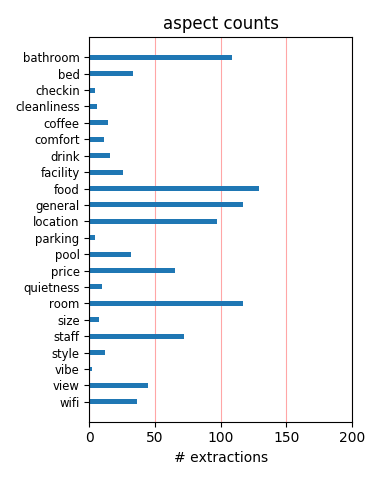 aspect counts
bathroom
bed
checkin
cleanliness
coffee
comfort
drink
facility
food
general
location
parking
pool
price
quietness
room
size
staff
style
vibe
view
wifi
0 50 100 150 200
# extractions